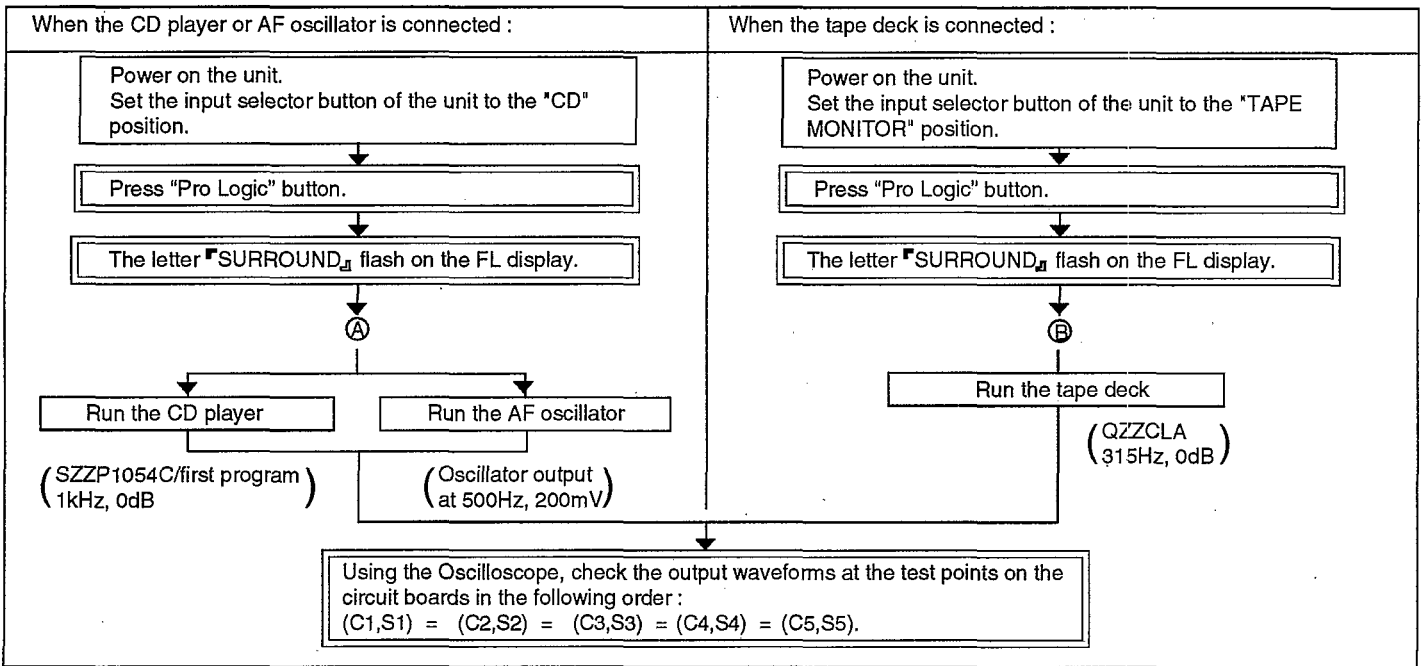 When the CD player or AF oscillator is connected :
Power on the unit.
Set the input selector button of the unit to the "CD"
position.
Press “Pro Logic” button.
The letter『SURROUND』flash on the FL display.
Ⓐ
Run the CD player
Run the AF oscillator
(SZZP1054C/first program
1kHz, 0dB)
(Oscillator output
at 500Hz, 200mV)
When the tape deck is connected :
Power on the unit.
Set the input selector button of the unit to the "TAPE
MONITOR" position.
Press “Pro Logic” button.
The letter『SURROUND』flash on the FL display.
Ⓑ
Run the tape deck
(QZZCLA
315Hz, 0dB)
Using the Oscilloscope, check the output waveforms at the test points on the
circuit boards in the following order :
(C1,S1) = (C2,S2) = (C3,S3) = (C4,S4) = (C5,S5).